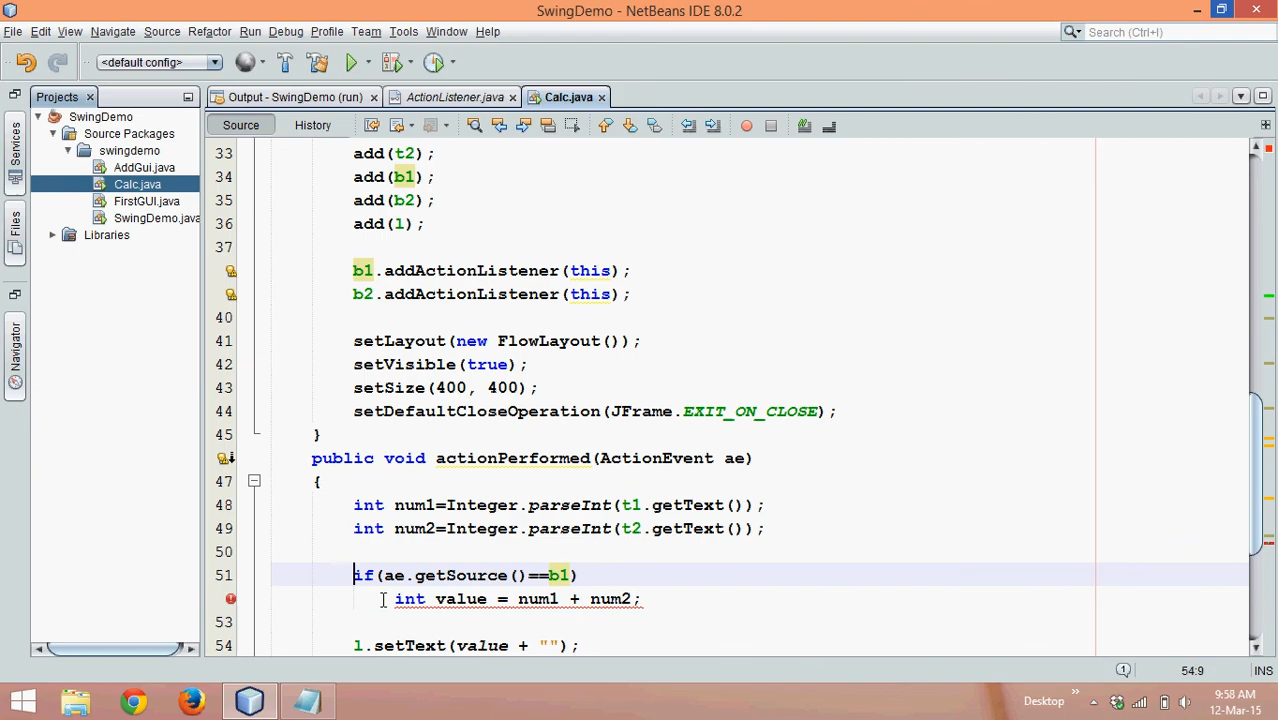 SwingDemo - NetBeans IDE 8.0.2
File Edit View Navigate Source Refactor Run Debug Profile Team Tools Window Help
Search (Ctrl+I)
<default config>
Projects
Output - SwingDemo (run) ActionListener.java Calc.java
Source History
Services
Files
Navigator
SwingDemo
Source Packages
swingdemo
AddGui.java
Calc.java
FirstGUI.java
SwingDemo.java
Libraries
33 add(t2);
34 add(b1);
35 add(b2);
36 add(l);
37
b1.addActionListener(this);
b2.addActionListener(this);
40
41 setLayout(new FlowLayout());
42 setVisible(true);
43 setSize(400, 400);
44 setDefaultCloseOperation(JFrame.EXIT_ON_CLOSE);
45 }
public void actionPerformed(ActionEvent ae)
47 {
48 int num1=Integer.parseInt(t1.getText());
49 int num2=Integer.parseInt(t2.getText());
50
51 if(ae.getSource()==b1)
int value = num1 + num2;
53
54 l.setText(value + "");
1
54:9 INS
Desktop
9:58 AM
12-Mar-15